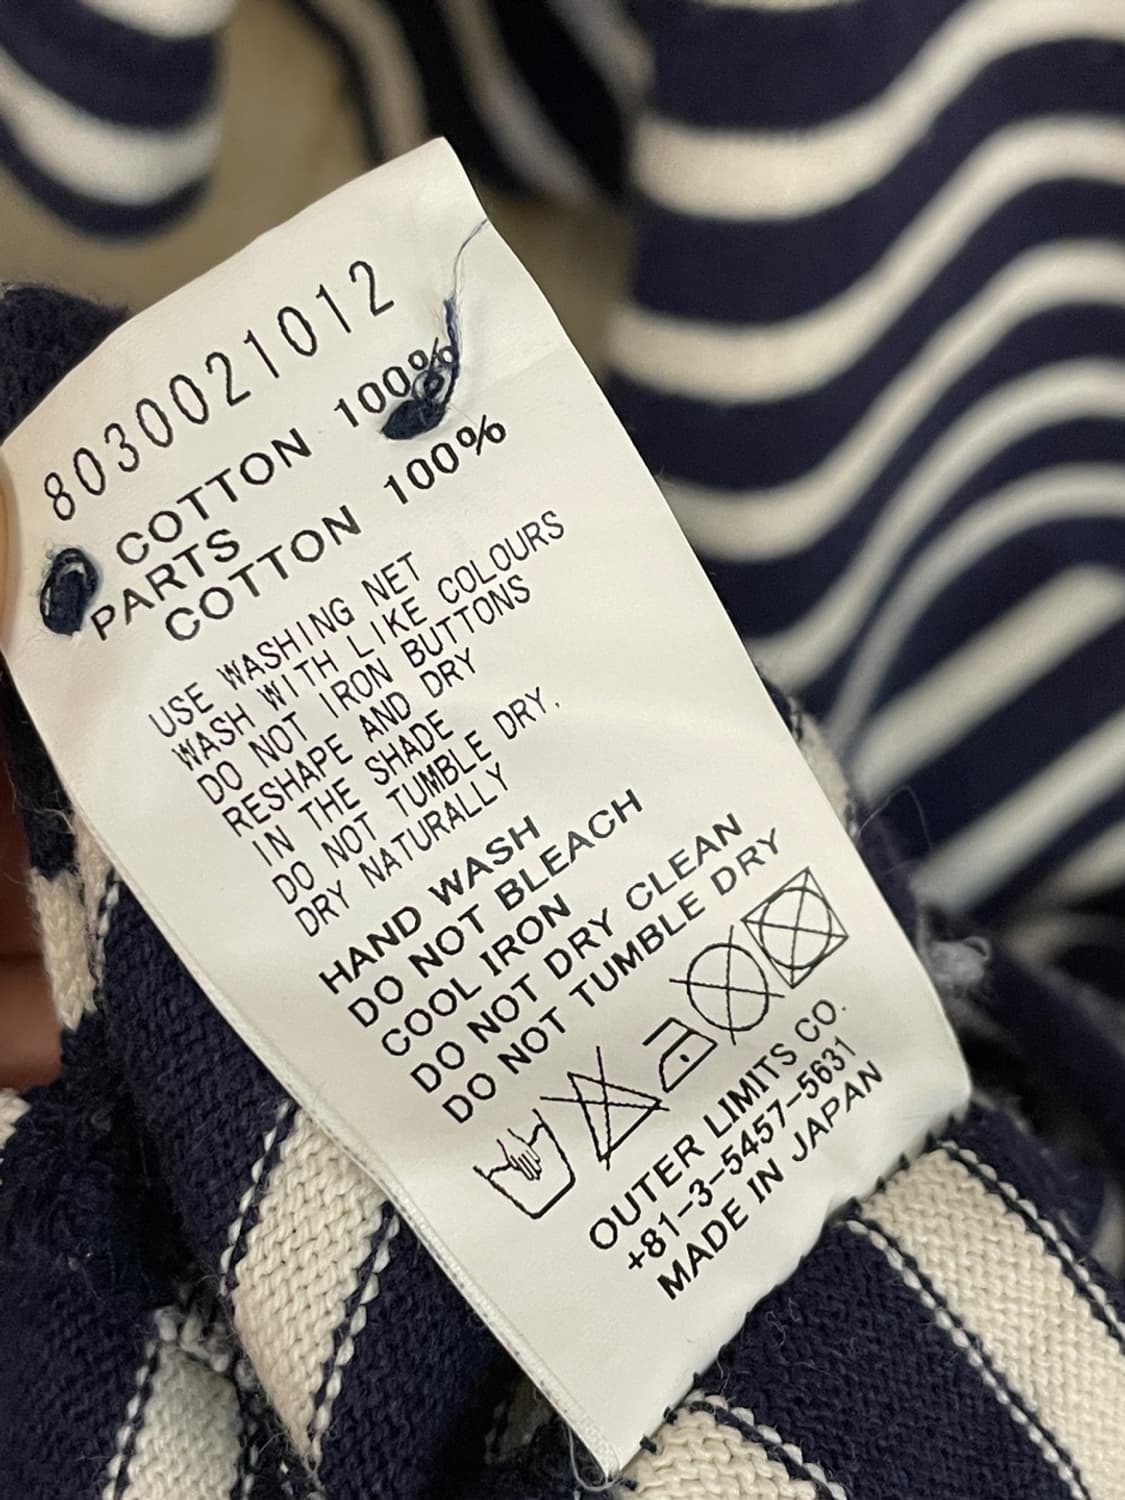 8030021012
COTTON 100%
PARTS
COTTON 100%
USE WASHING NET
WASH WITH LIKE COLOURS
DO NOT IRON BUTTONS
RESHAPE AND DRY
IN THE SHADE
DO NOT TUMBLE DRY.
DRY NATURALLY
HAND WASH
DO NOT BLEACH
COOL IRON
DO NOT DRY CLEAN
DO NOT TUMBLE DRY
OUTER LIMITS CO.
+81-3-5457-5631
MADE IN JAPAN